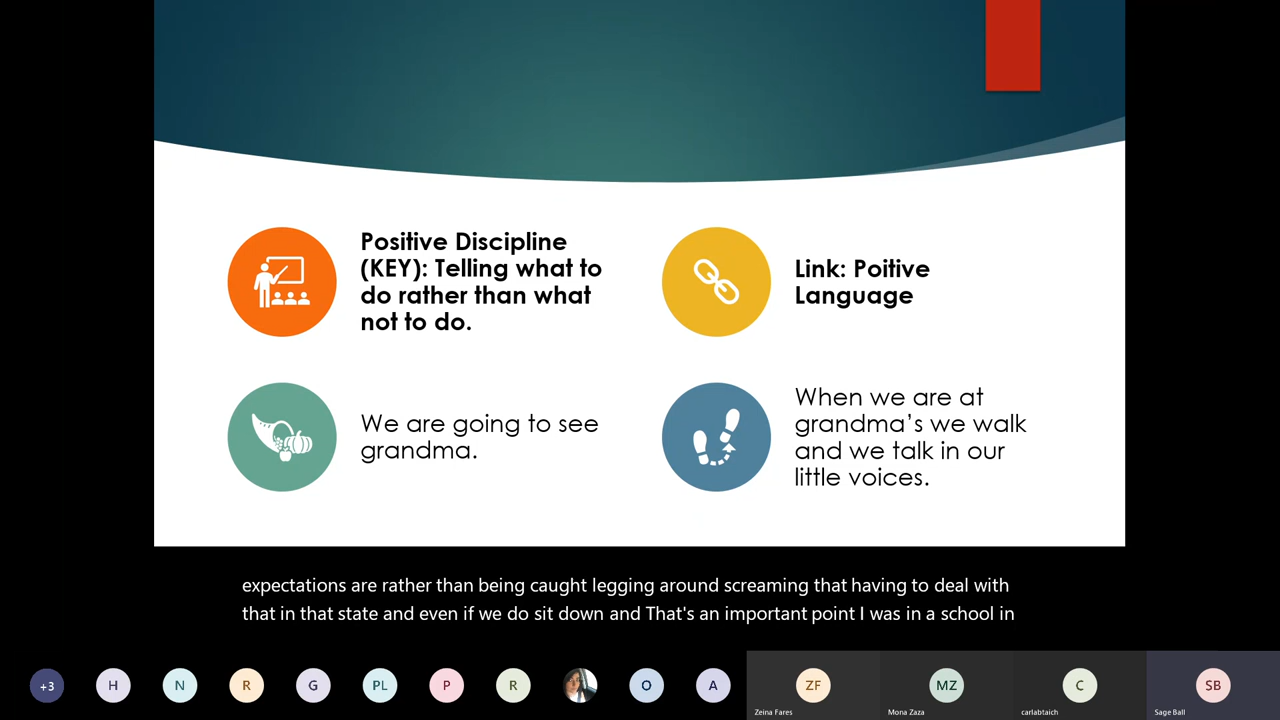 Positive Discipline
(KEY): Telling what to
do rather than what
not to do.
Link: Poitive
Language
We are going to see
grandma.
When we are at
grandma's we walk
and we talk in our
little voices.
expectations are rather than being caught legging around screaming that having to deal with
that in that state and even if we do sit down and That's an important point I was in a school in
+3
H
N
R
G
PL
P
R
O
A
ZF
MZ
C
SB
Zeina Fares
Mona Zaza
carlabtaich
Sage Ball